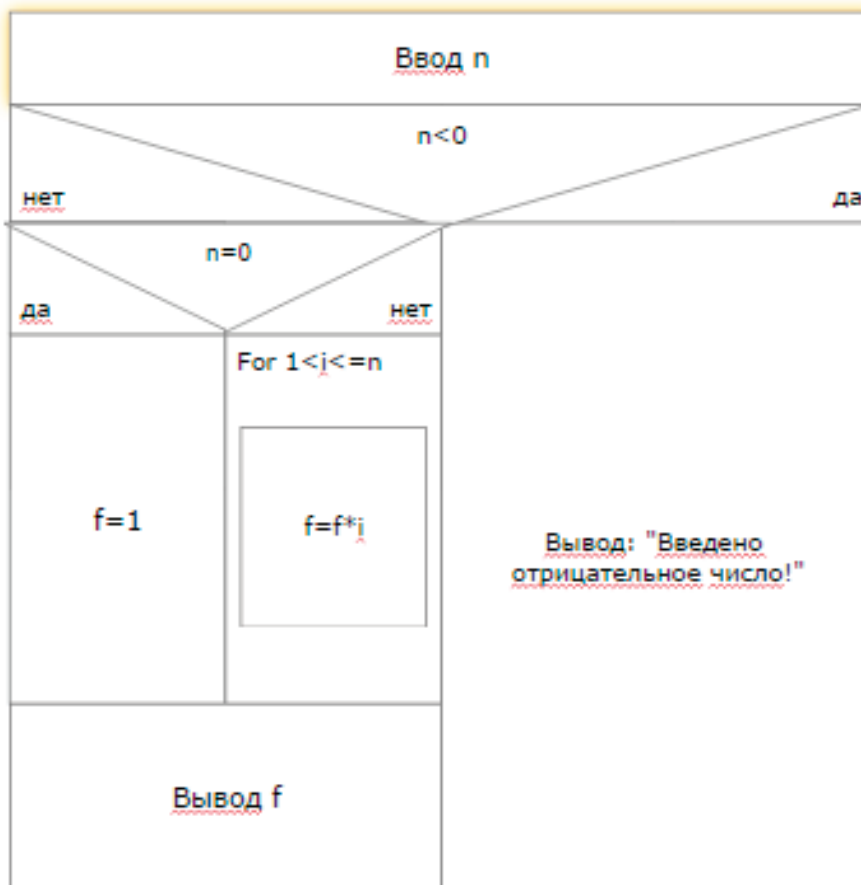 Ввод n
n<0
нет
да
n=0
да
нет
For 1<i<=n
f=1
f=f*i
Вывод: "Введено
отрицательное число!"
Вывод f